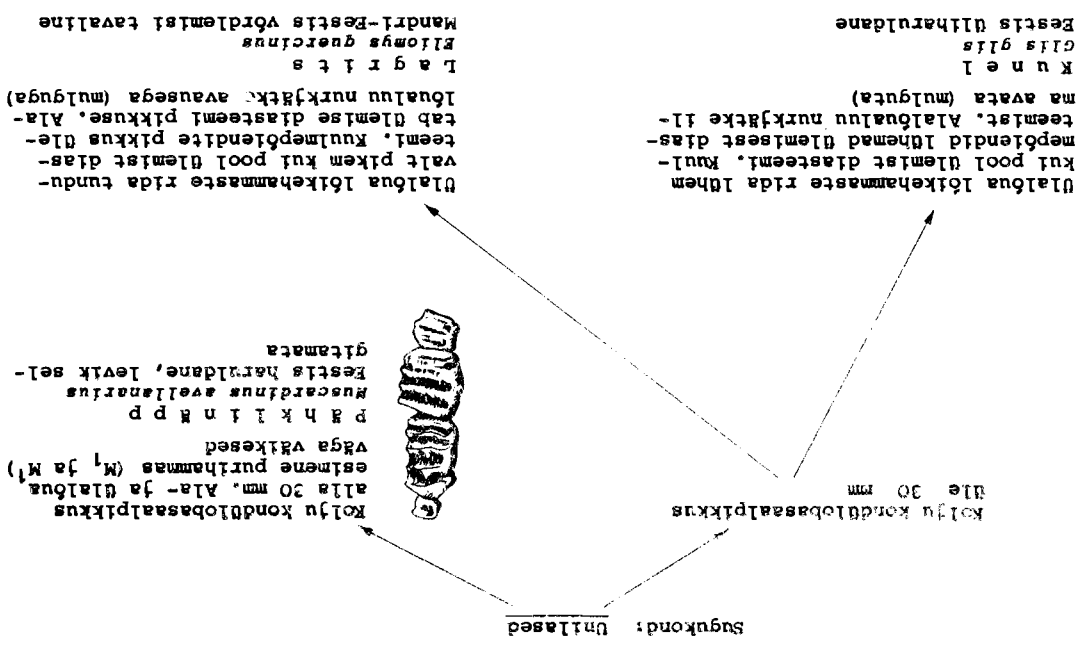 Sugukond: Unilased
Kolju kondülobasaalpikkus
üle 30 mm
Kolju kondülobasaalpikkus
alla 30 mm. Ala- ja ülalõua
esimene purihammas (M₁ ja M¹)
väga väikesed
P ä h k l i n ä p p
Muscardinus avellanarius
Eestis haruldane, levik sel-
gitamata
Ülalõua lõikehammaste rida lühem
kui pool ülemist diasteemi. Kuul-
mepõiendid lühemad ülemisest dias-
teemist. Alalõualuu nurkjätke il-
ma avata (mulguta)
K u n e l
Glis glis
Eestis üliharuldane
Ülalõua lõikehammaste rida tundu-
valt pikem kui pool ülemist dias-
teemi. Kuulmepõiendite pikkus üle-
tab ülemise diasteemi pikkuse. Ala-
lõualuu nurkjätke avausega (mulguga)
L a g r i t s
Eliomys quercinus
Mandri-Eestis võrdlemisi tavaline